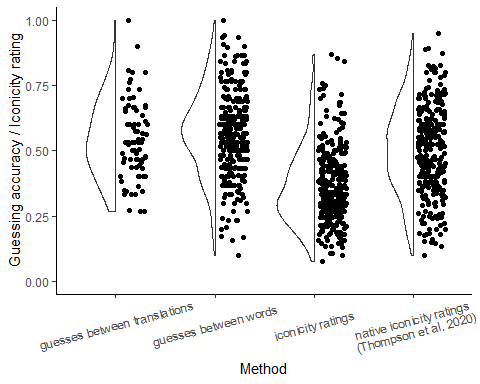 Guessing accuracy / Iconicity rating
1.00
0.75
0.50
0.25
0.00
guesses between translations
guesses between words
iconicity ratings
native iconicity ratings
(Thompson et al. 2020)
Method